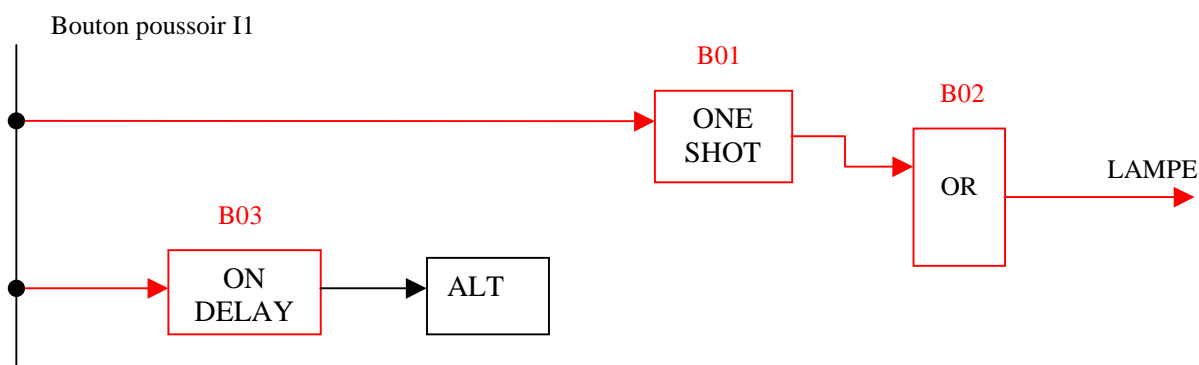 Bouton poussoir I1
B01
ONE
SHOT
B02
OR
LAMPE
B03
ON
DELAY
ALT